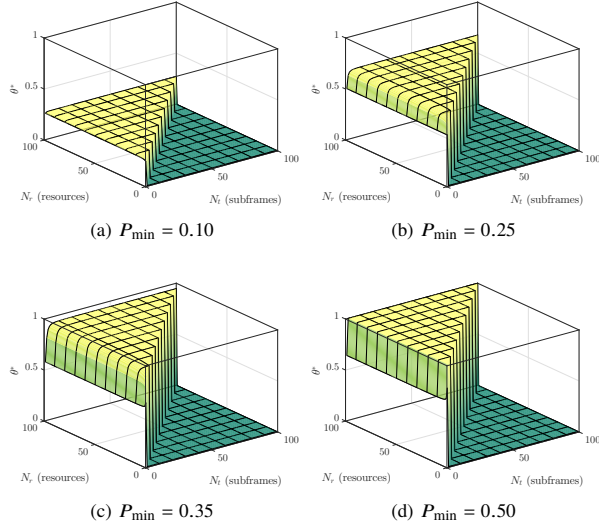 1
1
0.5
0.5
θ*
θ*
0
0
100
100
100
100
50
50
50
50
N_r (resources)
0
0
N_t (subframes)
N_r (resources)
0
0
N_t (subframes)
(a) P_min = 0.10
(b) P_min = 0.25
1
1
0.5
0.5
θ*
θ*
0
0
100
100
100
100
50
50
50
50
N_r (resources)
0
0
N_t (subframes)
N_r (resources)
0
0
N_t (subframes)
(c) P_min = 0.35
(d) P_min = 0.50